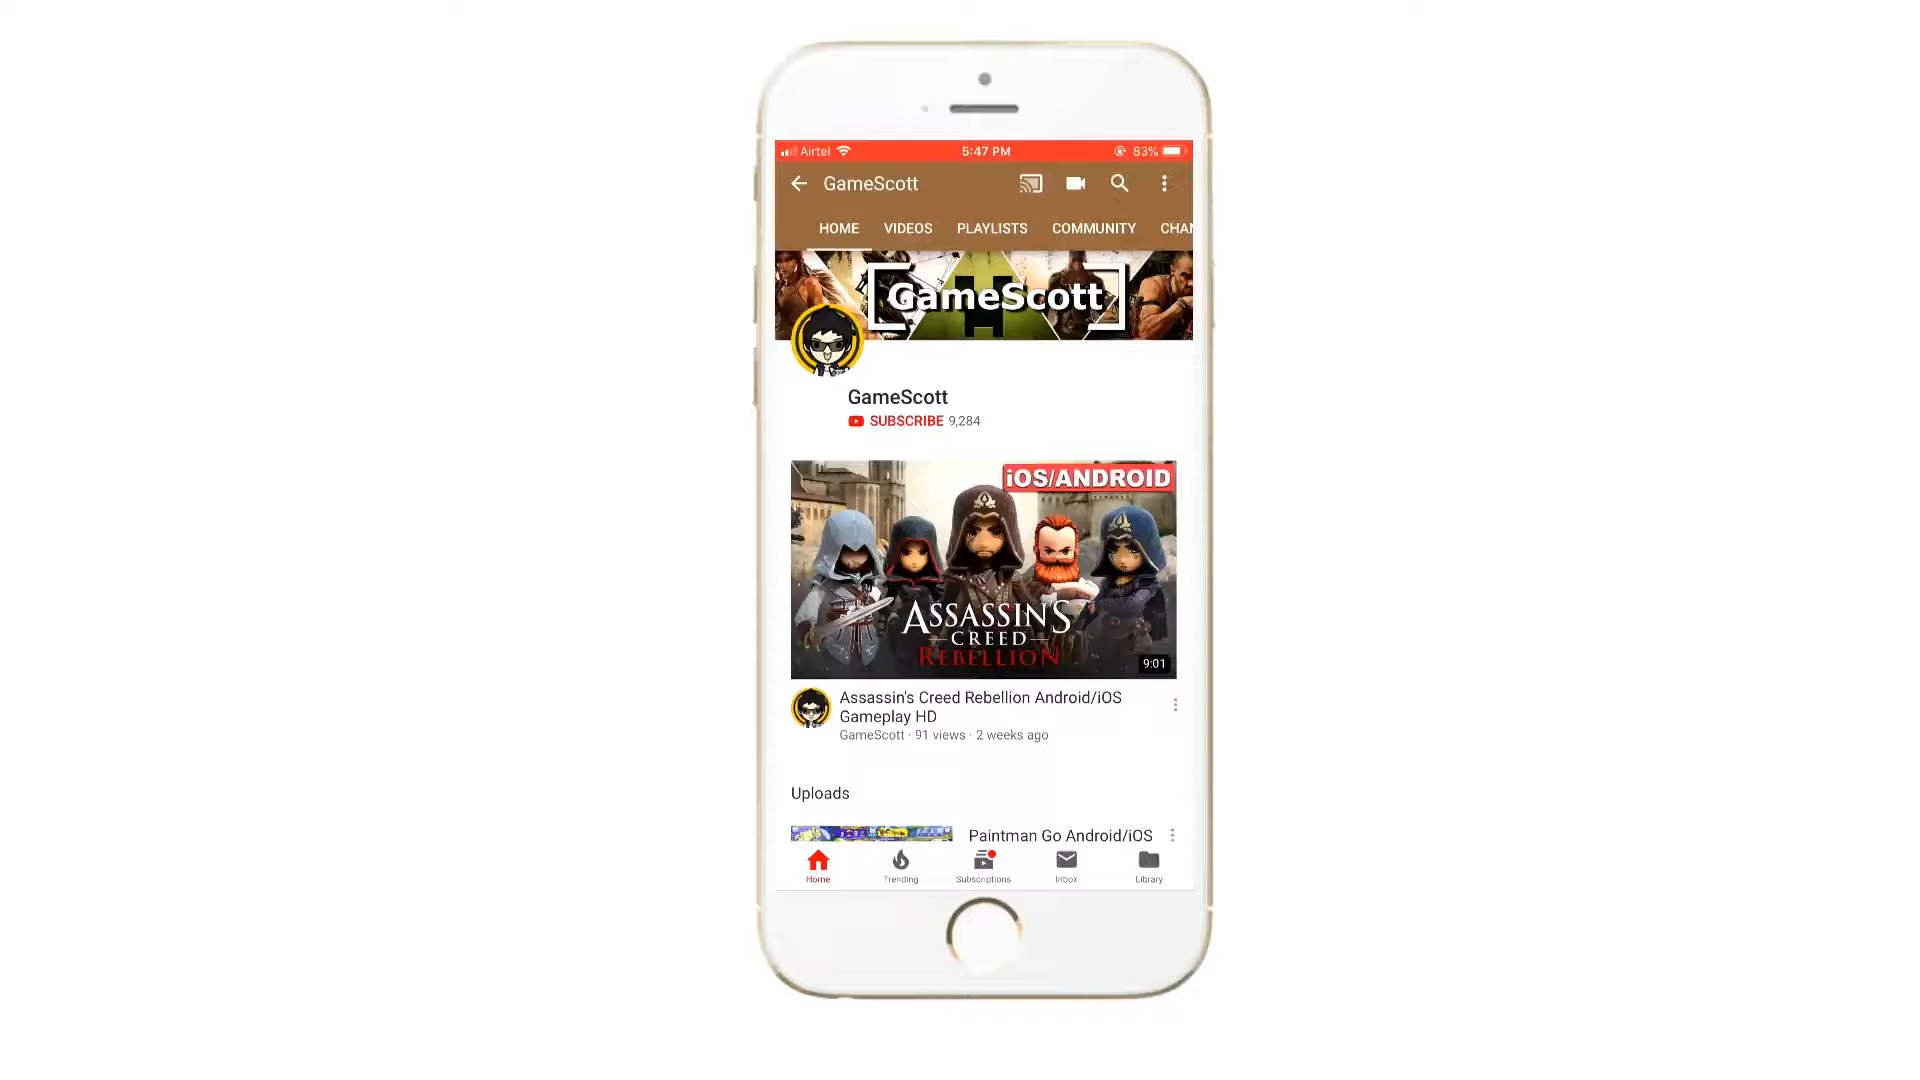 Airtel 5:47 PM 83%
GameScott
HOME VIDEOS PLAYLISTS COMMUNITY CHAN
GameScott
GameScott
SUBSCRIBE 9,284
iOS/ANDROID
ASSASSIN'S
CREED
REBELLION
9:01
Assassin's Creed Rebellion Android/iOS
Gameplay HD
GameScott · 91 views · 2 weeks ago
Uploads
Paintman Go Android/iOS
Home Trending Subscriptions Inbox Library